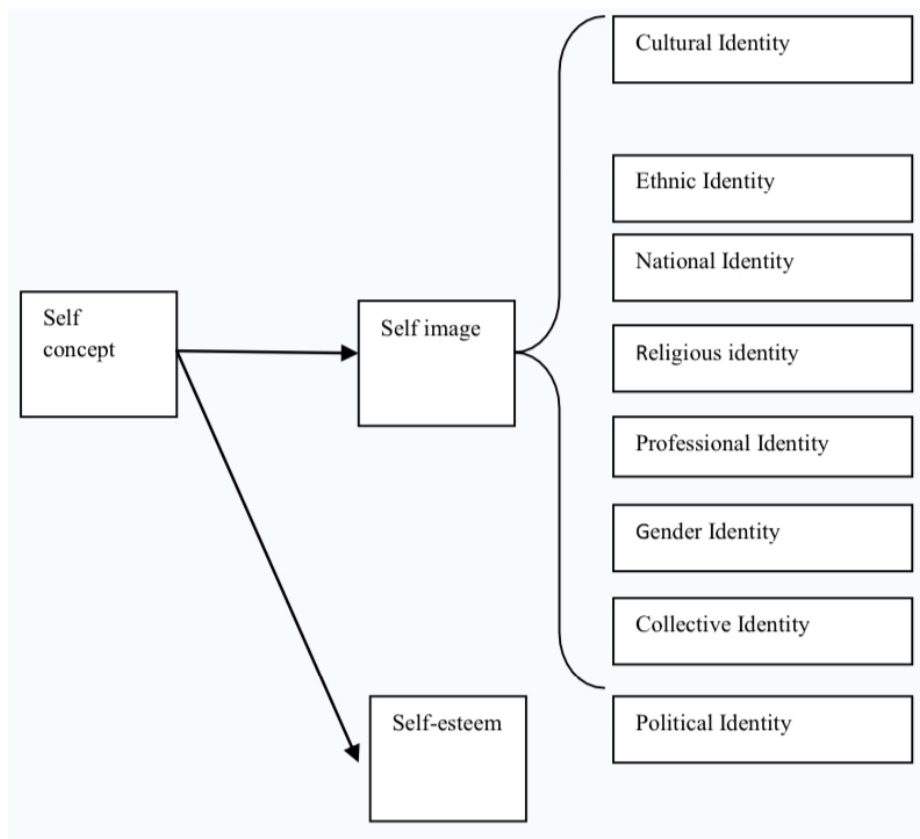 Cultural Identity
Ethnic Identity
National Identity
Self
concept
Self image
Religious identity
Professional Identity
Gender Identity
Collective Identity
Self-esteem
Political Identity